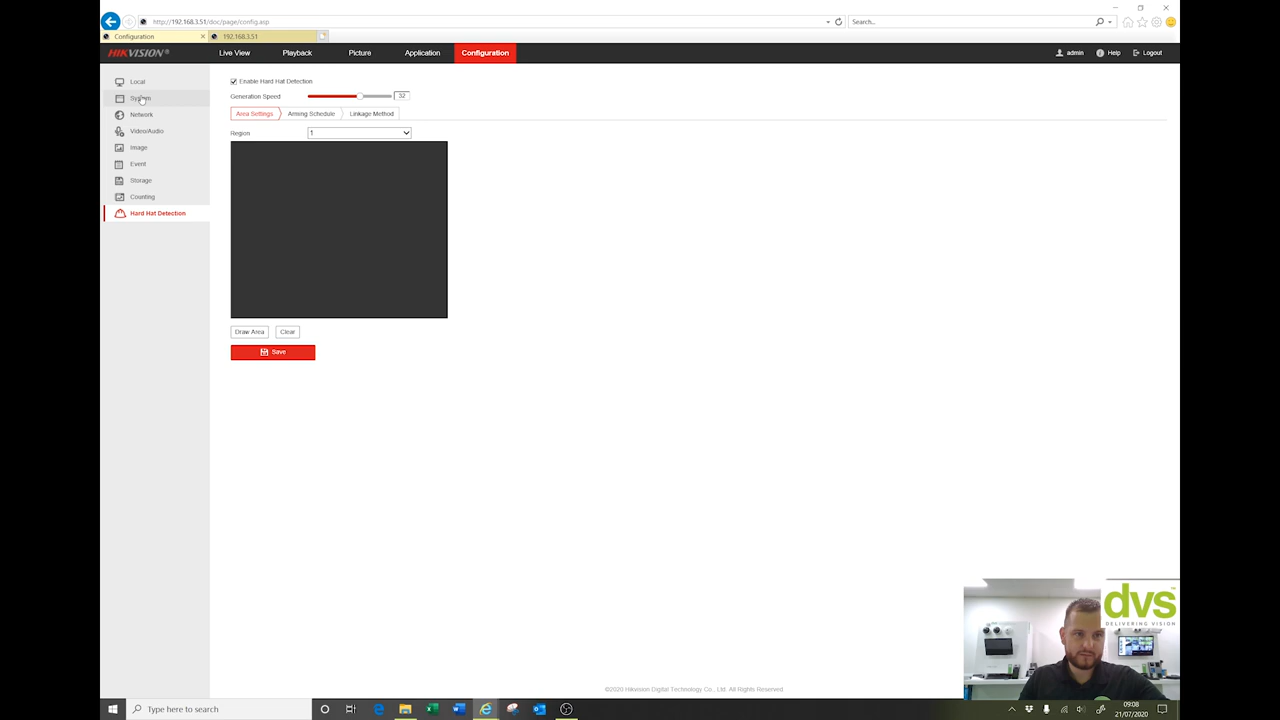 http://192.168.3.51/doc/page/config.asp
Search...
Configuration
192.168.3.51
HIKVISION®
Live View
Playback
Picture
Application
Configuration
admin
Help
Logout
Local
System
Network
Video/Audio
Image
Event
Storage
Counting
Hard Hat Detection
Enable Hard Hat Detection
Generation Speed
32
Area Settings
Arming Schedule
Linkage Method
Region
1
Draw Area
Clear
Save
©2020 Hikvision Digital Technology Co., Ltd. All Rights Reserved
dvs
DELIVERING VISION
Type here to search
09:08
21/07/2020